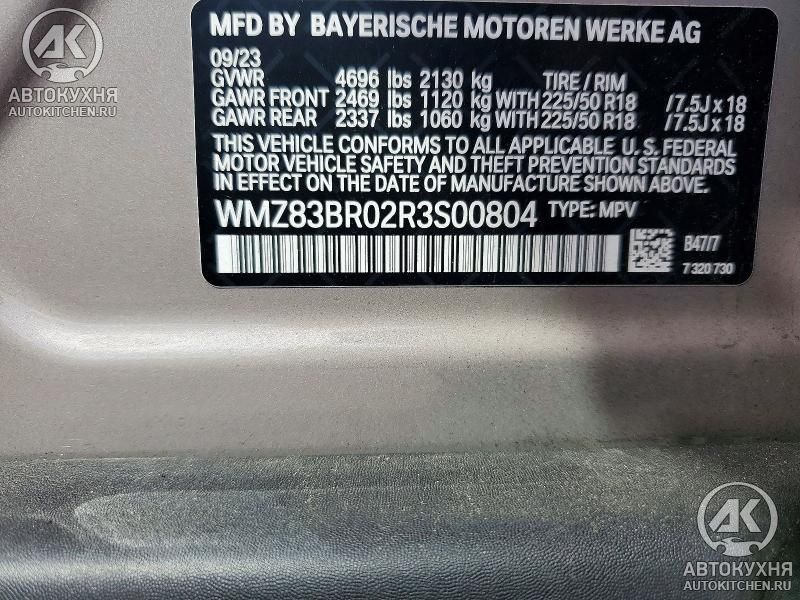 MFD BY BAYERISCHE MOTOREN WERKE AG
09/23
GVWR 4696 lbs 2130 kg TIRE / RIM
GAWR FRONT 2469 lbs 1120 kg WITH 225/50 R18 /7.5J x 18
GAWR REAR 2337 lbs 1060 kg WITH 225/50 R18 /7.5J x 18
THIS VEHICLE CONFORMS TO ALL APPLICABLE U.S. FEDERAL
MOTOR VEHICLE SAFETY AND THEFT PREVENTION STANDARDS
IN EFFECT ON THE DATE OF MANUFACTURE SHOWN ABOVE.
WMZ83BR02R3S00804 TYPE: MPV
B47/7
7 320 730
AK
АВТОКУХНЯ
AUTOKITCHEN.RU
AK
АВТОКУХНЯ
AUTOKITCHEN.RU